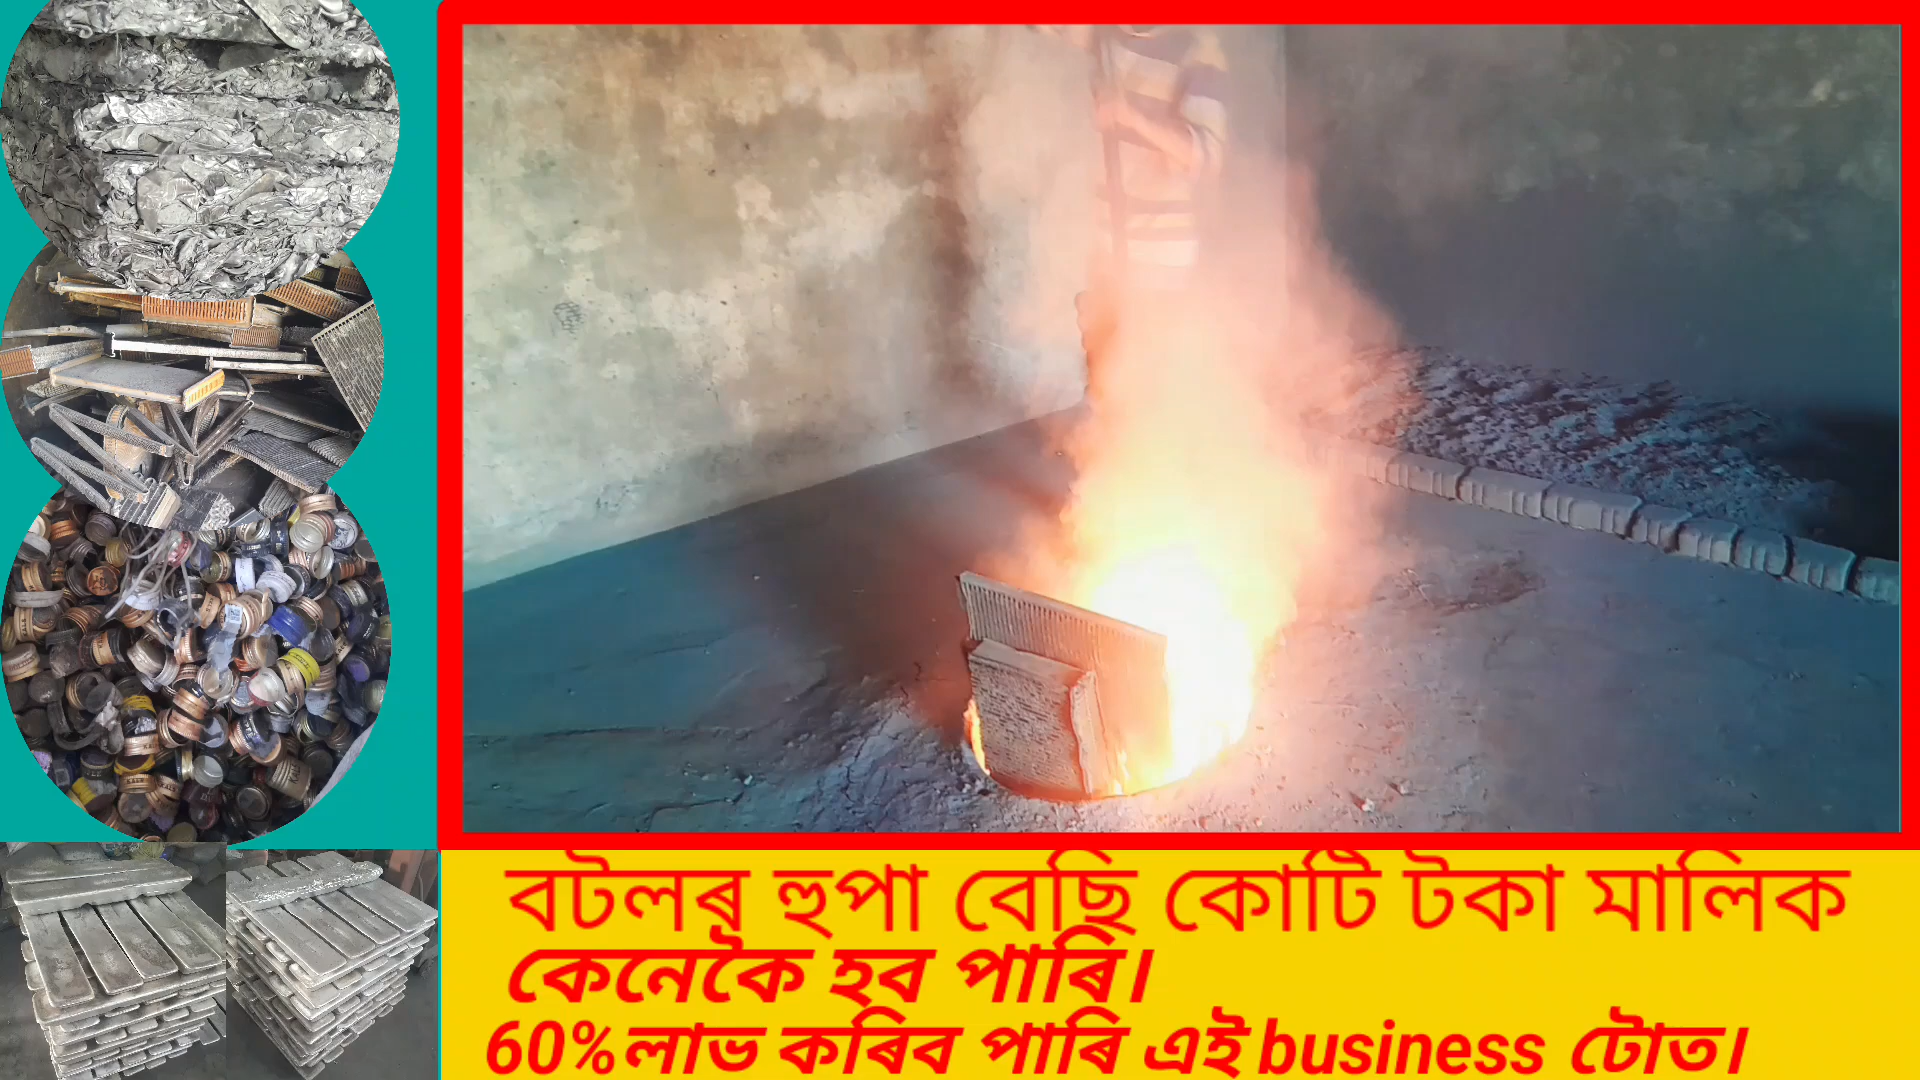 বটলৰ হুপা বেছি কোটি টকা মালিক
কেনেকৈ হব পাৰি।
60%লাভ কৰিব পাৰি এই business টোত।